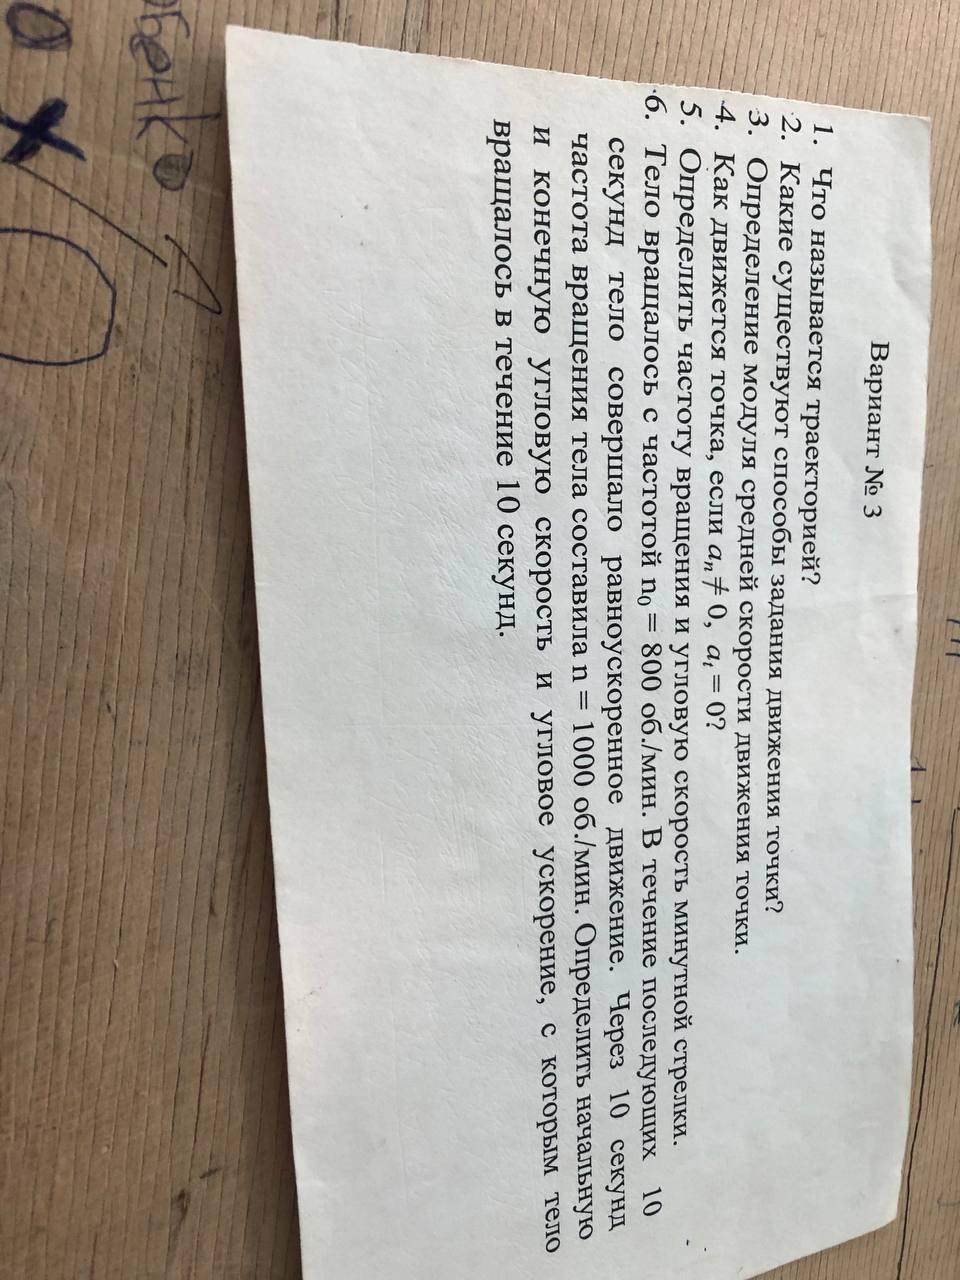 Вариант № 3
1. Что называется траекторией?
2. Какие существуют способы задания движения точки?
3. Определение модуля средней скорости движения точки.
4. Как движется точка, если aₙ ≠ 0, aₜ = 0?
5. Определить частоту вращения и угловую скорость минутной стрелки.
6. Тело вращалось с частотой n₀ = 800 об./мин. В течение последующих 10
секунд тело совершало равноускоренное движение. Через 10 секунд
частота вращения тела составила n = 1000 об./мин. Определить начальную
и конечную угловую скорость и угловое ускорение, с которым тело
вращалось в течение 10 секунд.